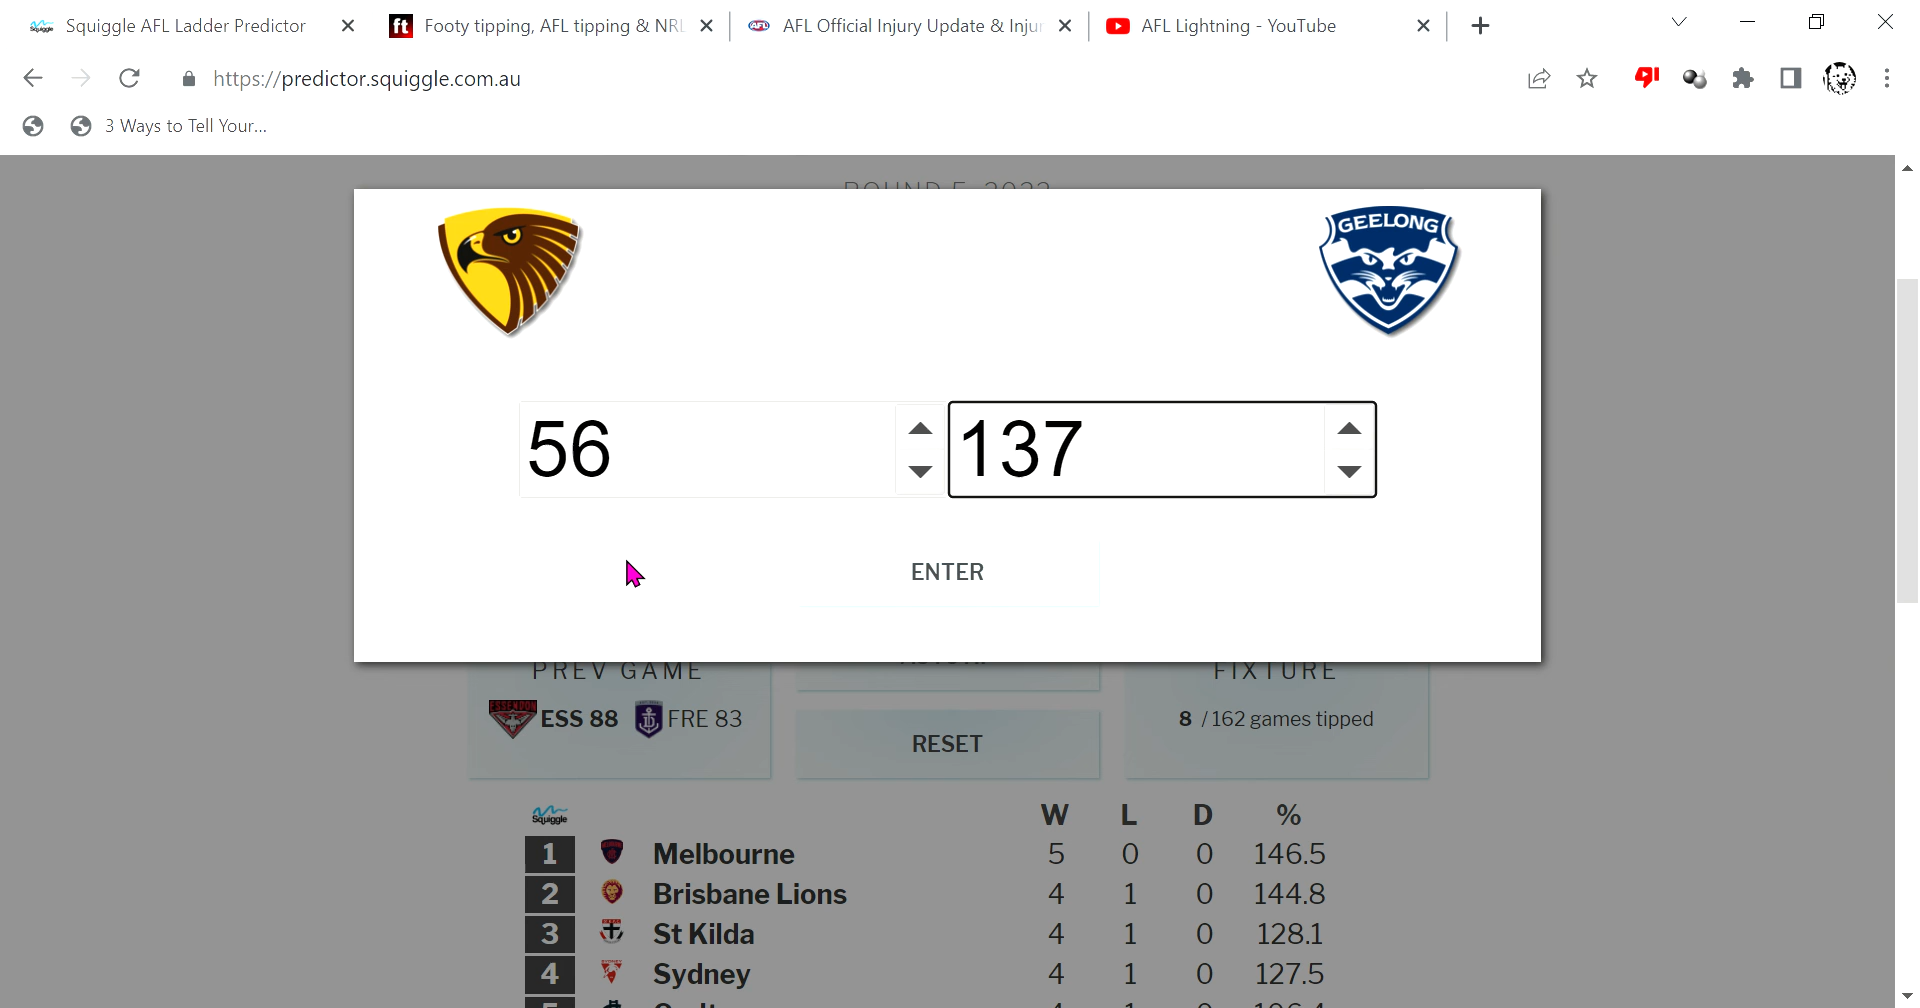 Squiggle AFL Ladder Predictor
ft Footy tipping, AFL tipping & NRL
AFL Official Injury Update & Injur
AFL Lightning - YouTube
https://predictor.squiggle.com.au
3 Ways to Tell Your...
GEELONG
56
137
ENTER
PREV GAME
FIXTURE
ESSENDON
ESS 88 FRE 83
8 / 162 games tipped
RESET
Squiggle W L D %
1 Melbourne 5 0 0 146.5
2 Brisbane Lions 4 1 0 144.8
3 St Kilda 4 1 0 128.1
4 Sydney 4 1 0 127.5